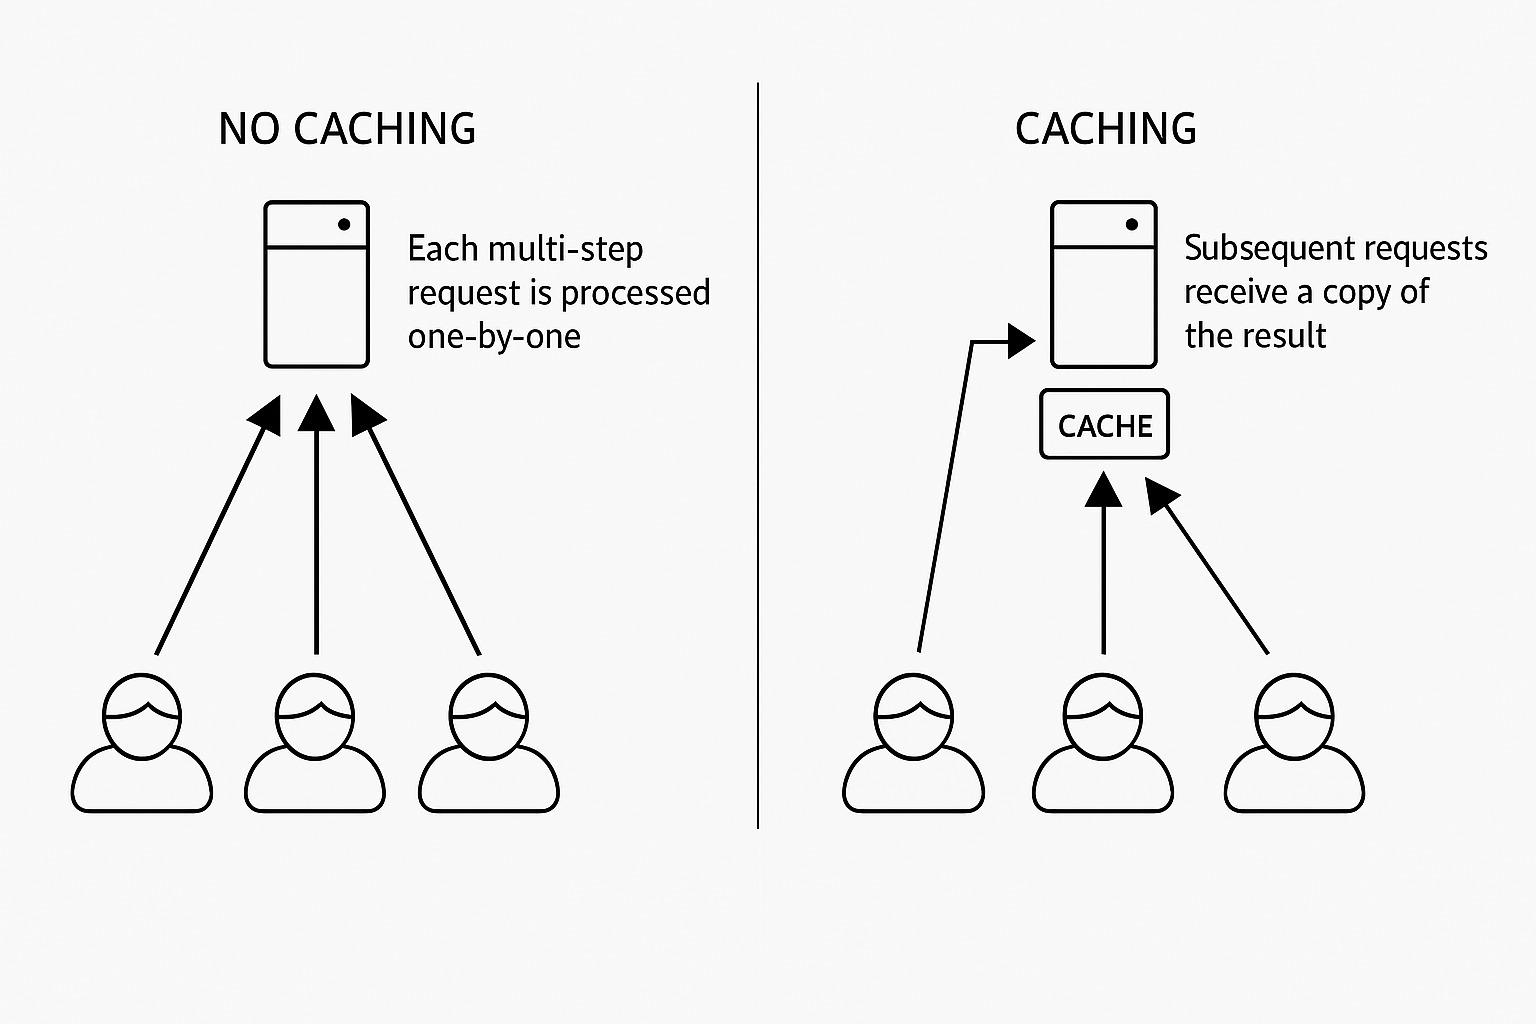 NO CACHING
Each multi-step
request is processed
one-by-one
CACHING
Subsequent requests
receive a copy of
the result
CACHE